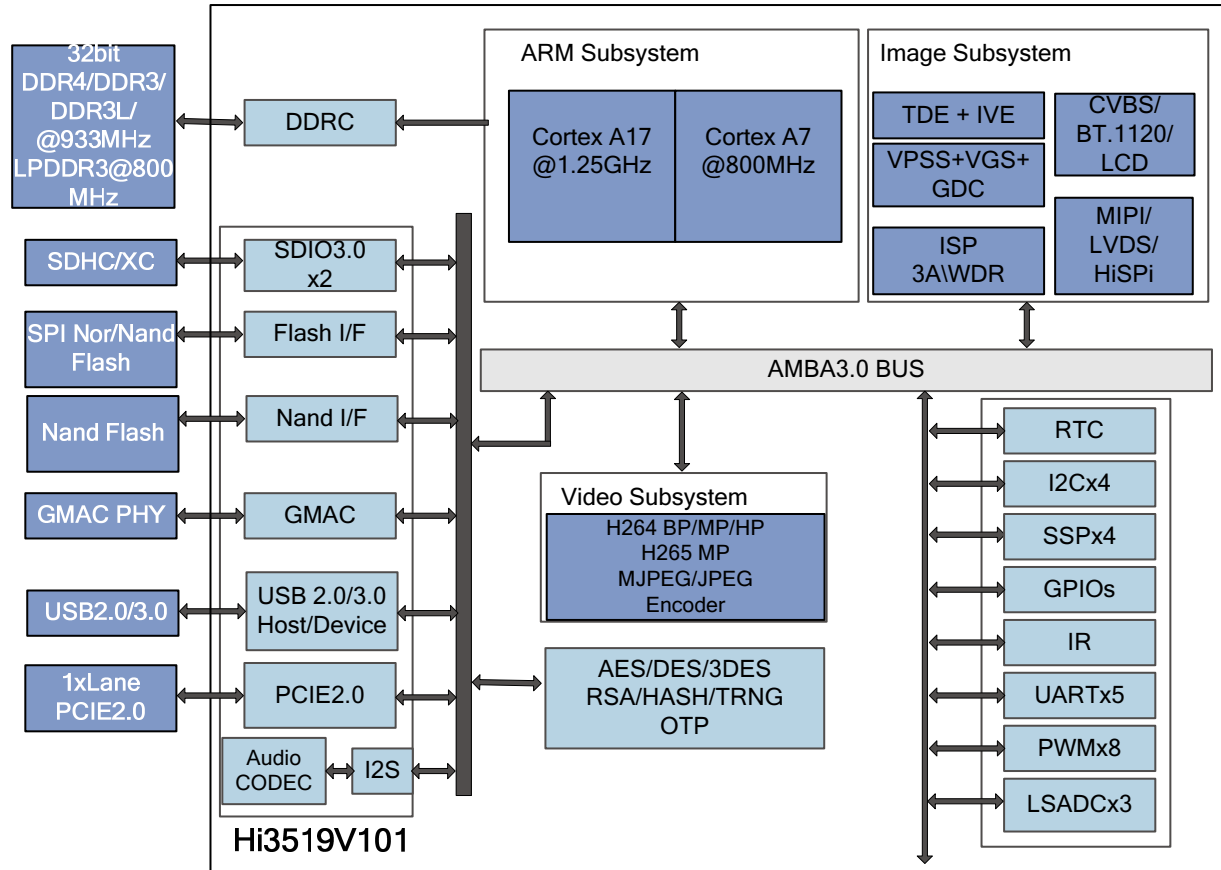 32bit
DDR4/DDR3/
DDR3L/
@933MHz
LPDDR3@800
MHz
DDRC
ARM Subsystem
Cortex A17
@1.25GHz
Cortex A7
@800MHz
Image Subsystem
TDE + IVE
VPSS+VGS+
GDC
ISP
3A\WDR
CVBS/
BT.1120/
LCD
MIPI/
LVDS/
HiSPi
SDHC/XC
SDIO3.0
x2
SPI Nor/Nand
Flash
Flash I/F
Nand Flash
Nand I/F
GMAC PHY
GMAC
USB2.0/3.0
USB 2.0/3.0
Host/Device
1xLane
PCIE2.0
PCIE2.0
Audio
CODEC
I2S
AMBA3.0 BUS
Video Subsystem
H264 BP/MP/HP
H265 MP
MJPEG/JPEG
Encoder
AES/DES/3DES
RSA/HASH/TRNG
OTP
RTC
I2Cx4
SSPx4
GPIOs
IR
UARTx5
PWMx8
LSADCx3
Hi3519V101